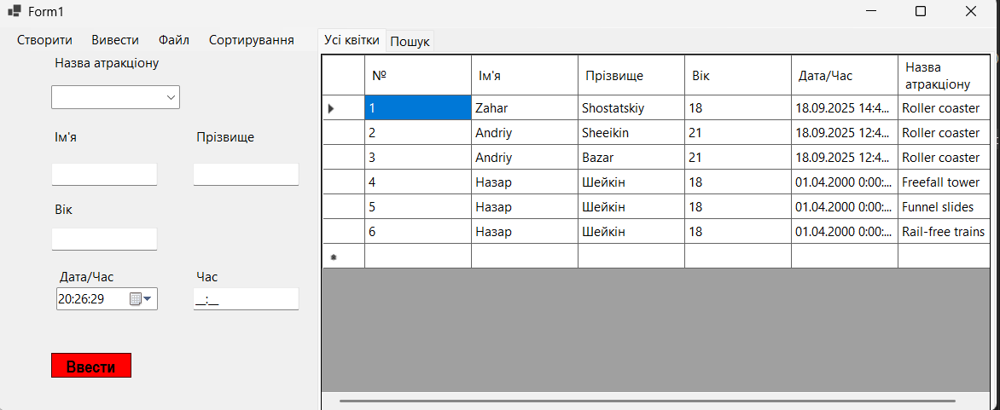 Form1
Створити Вивести Файл Сортирування
Усі квітки Пошук
Назва атракціону
Ім'я Прізвище
Вік
Дата/Час Час
20:26:29 __:__
Ввести
№ Ім'я Прізвище Вік Дата/Час Назва
атракціону
1 Zahar Shostatskiy 18 18.09.2025 14:4... Roller coaster
2 Andriy Sheeikin 21 18.09.2025 12:4... Roller coaster
3 Andriy Bazar 21 18.09.2025 12:4... Roller coaster
4 Назар Шейкін 18 01.04.2000 0:00:... Freefall tower
5 Назар Шейкін 18 01.04.2000 0:00:... Funnel slides
6 Назар Шейкін 18 01.04.2000 0:00:... Rail-free trains